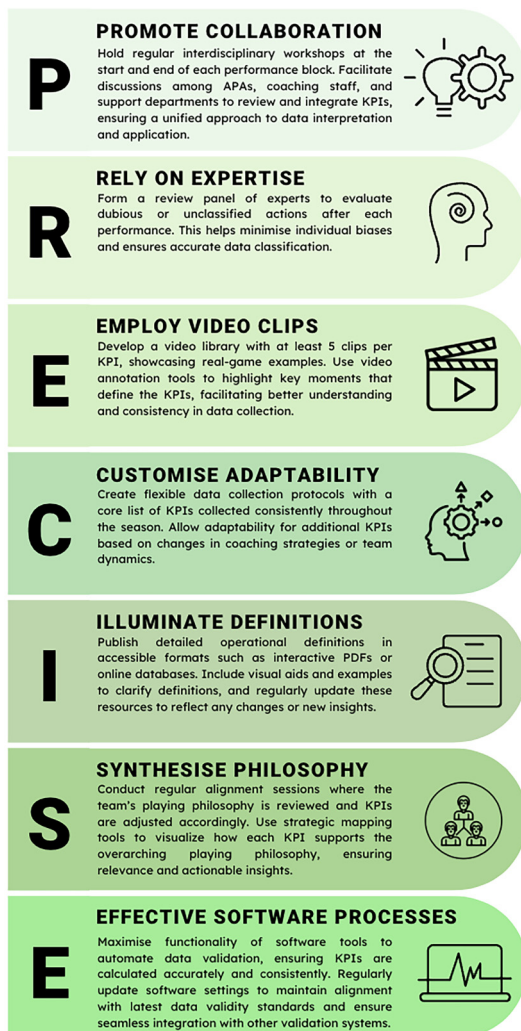 P
PROMOTE COLLABORATION
Hold regular interdisciplinary workshops at the
start and end of each performance block. Facilitate
discussions among APAs, coaching staff, and
support departments to review and integrate KPIs,
ensuring a unified approach to data interpretation
and application.
R
RELY ON EXPERTISE
Form a review panel of experts to evaluate
dubious or unclassified actions after each
performance. This helps minimise individual biases
and ensures accurate data classification.
E
EMPLOY VIDEO CLIPS
Develop a video library with at least 5 clips per
KPI, showcasing real-game examples. Use video
annotation tools to highlight key moments that
define the KPIs, facilitating better understanding
and consistency in data collection.
C
CUSTOMISE ADAPTABILITY
Create flexible data collection protocols with a
core list of KPIs collected consistently throughout
the season. Allow adaptability for additional KPIs
based on changes in coaching strategies or team
dynamics.
I
ILLUMINATE DEFINITIONS
Publish detailed operational definitions in
accessible formats such as interactive PDFs or
online databases. Include visual aids and examples
to clarify definitions, and regularly update these
resources to reflect any changes or new insights.
S
SYNTHESISE PHILOSOPHY
Conduct regular alignment sessions where the
team's playing philosophy is reviewed and KPIs
are adjusted accordingly. Use strategic mapping
tools to visualize how each KPI supports the
overarching playing philosophy, ensuring
relevance and actionable insights.
E
EFFECTIVE SOFTWARE PROCESSES
Maximise functionality of software tools to
automate data validation, ensuring KPIs are
calculated accurately and consistently. Regularly
update software settings to maintain alignment
with latest data validity standards and ensure
seamless integration with other validation systems.